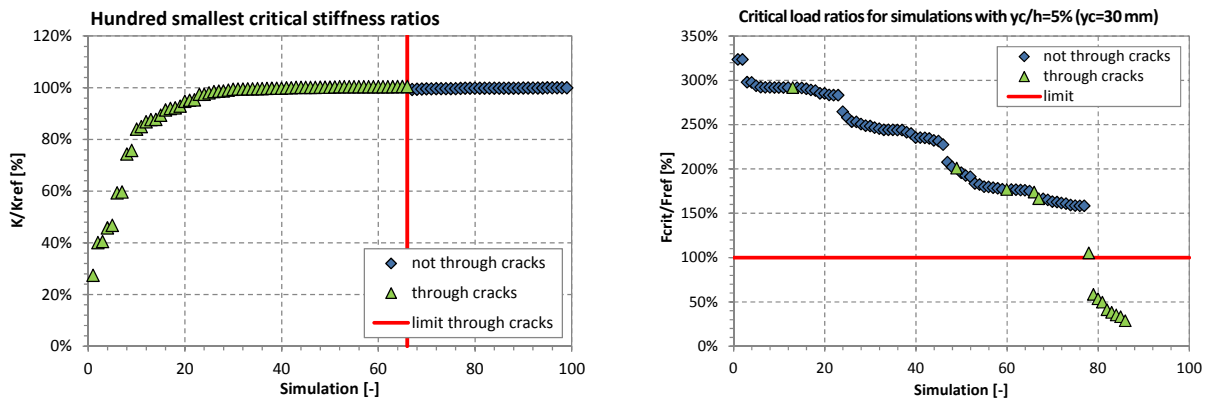 Hundred smallest critical stiffness ratios
120%
100%
80%
60%
40%
20%
0%
K/Kref [%]
not through cracks
through cracks
limit through cracks
0 20 40 60 80 100
Simulation [-]
Critical load ratios for simulations with yc/h=5% (yc=30 mm)
350%
300%
250%
200%
150%
100%
50%
0%
Fcrit/Fref [%]
not through cracks
through cracks
limit
0 20 40 60 80 100
Simulation [-]